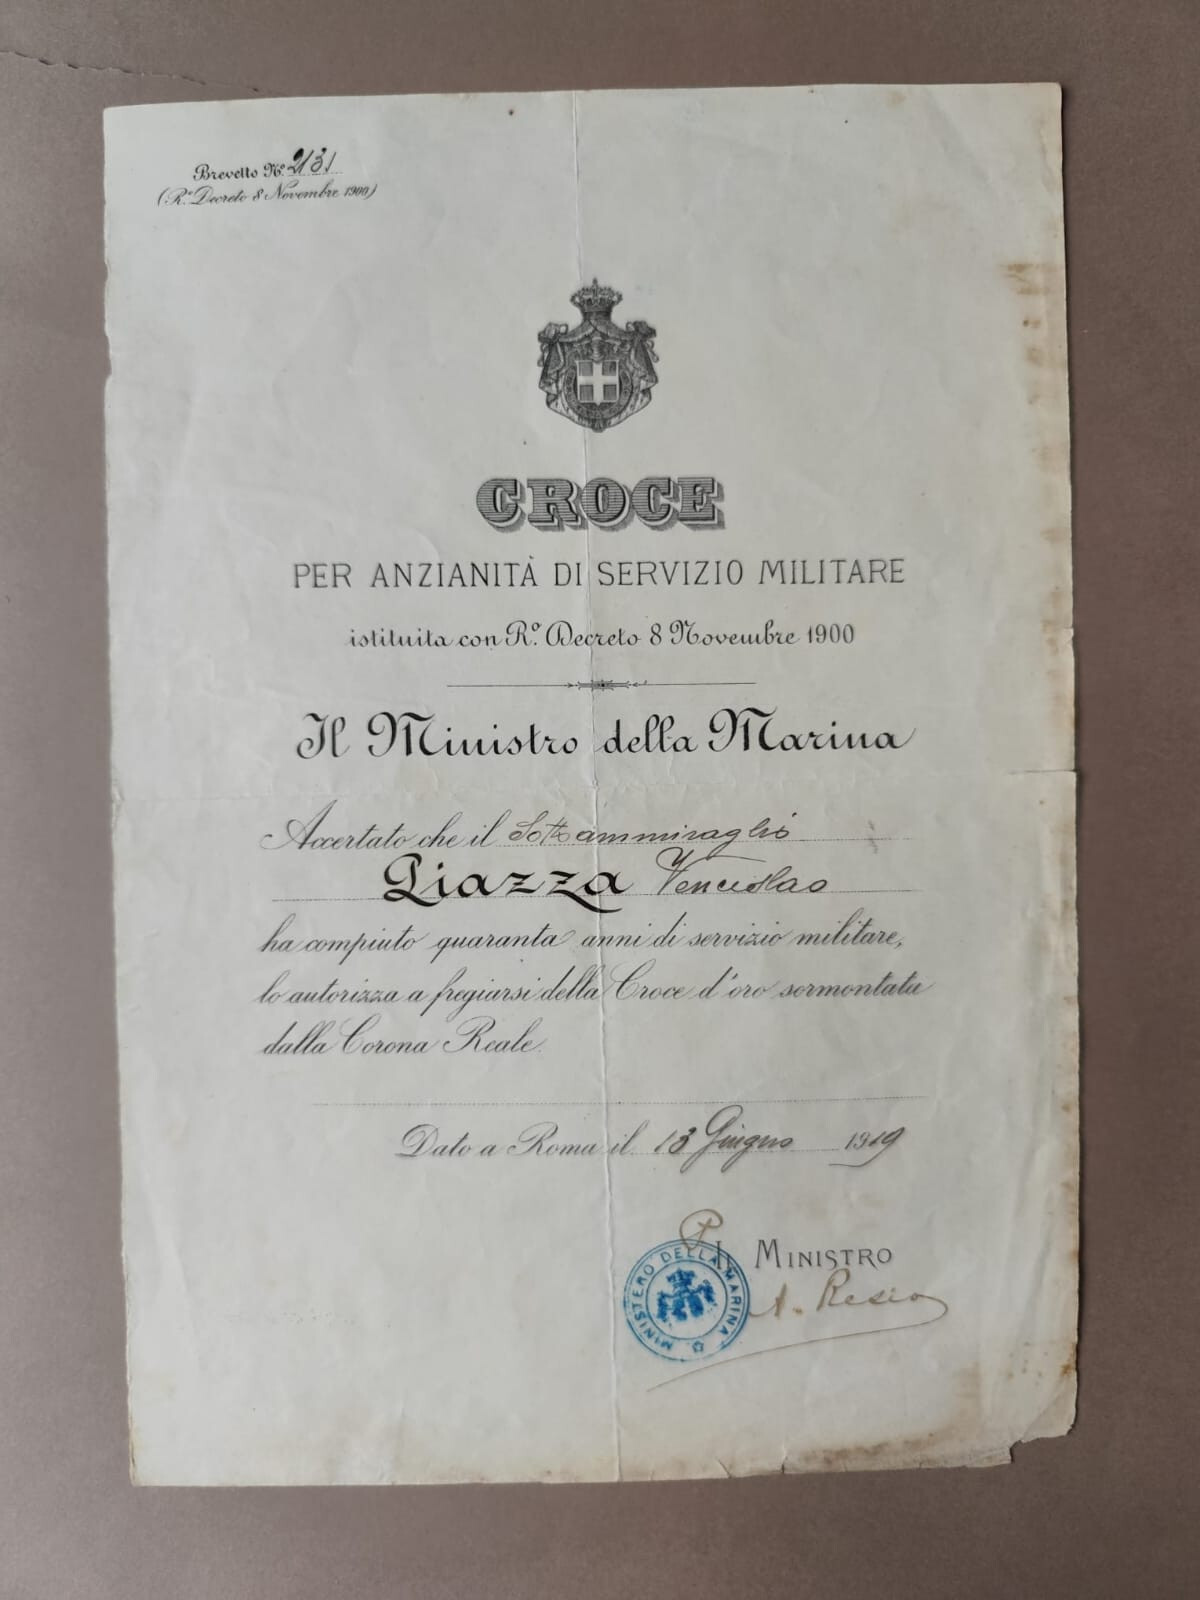 Brevetto Nº 2131
(R.º Decreto 8 Novembre 1900)
CROCE
PER ANZIANITÀ DI SERVIZIO MILITARE
istituita con R.º Decreto 8 Novembre 1900
Il Ministro della Marina
Accertato che il Sottammiraglio
Piazza Venceslao
ha compiuto quaranta anni di servizio militare,
lo autorizza a fregiarsi della Croce d'oro sormontata
dalla Corona Reale.
Dato a Roma il 13 Giugno 1919
P Il MINISTRO
MINISTERO DELLA MARINA
A. Resio